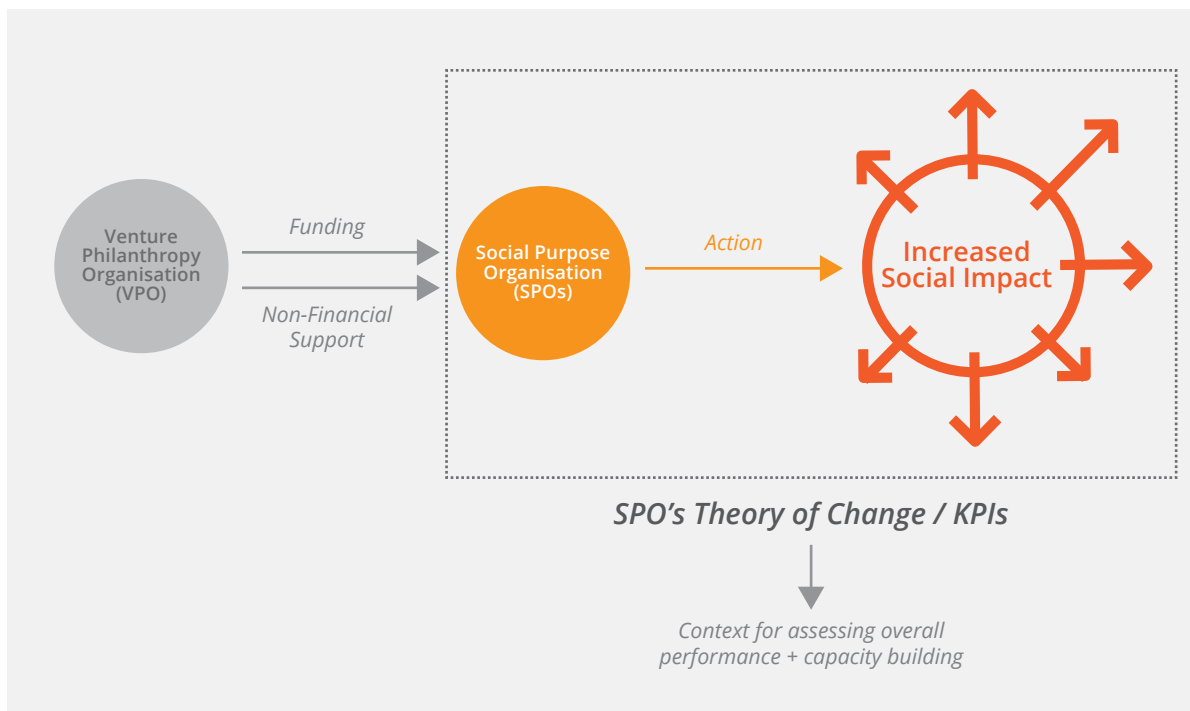 Venture
Philanthropy
Organisation
(VPO)
Funding
Non-Financial
Support
Social Purpose
Organisation
(SPOs)
Action
Increased
Social Impact
SPO’s Theory of Change / KPIs
Context for assessing overall
performance + capacity building